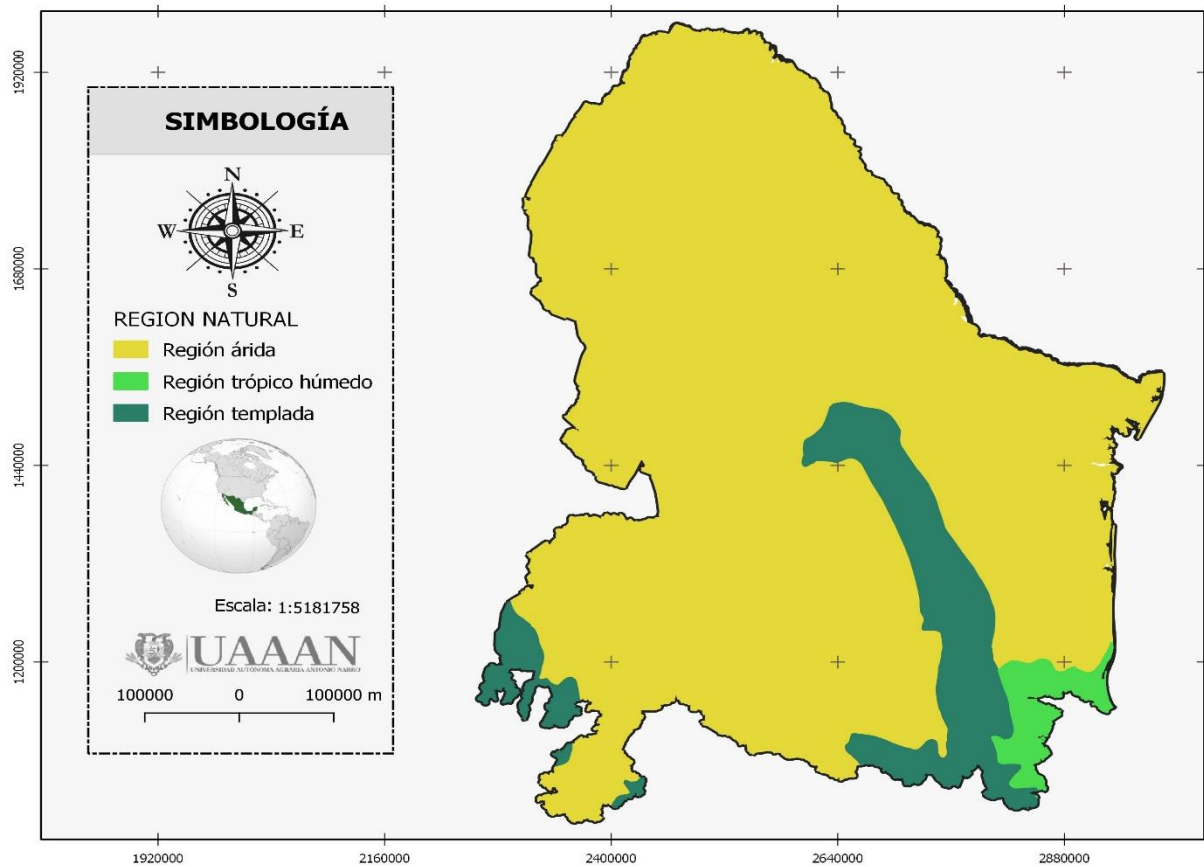 SIMBOLOGÍA
N
W E
S
REGION NATURAL
Región árida
Región trópico húmedo
Región templada
Escala: 1:5181758
UAAAN
UNIVERSIDAD AUTÓNOMA AGRARIA ANTONIO NARRO
100000 0 100000 m
1920000
1680000
1440000
1200000
1920000 2160000 2400000 2640000 2880000